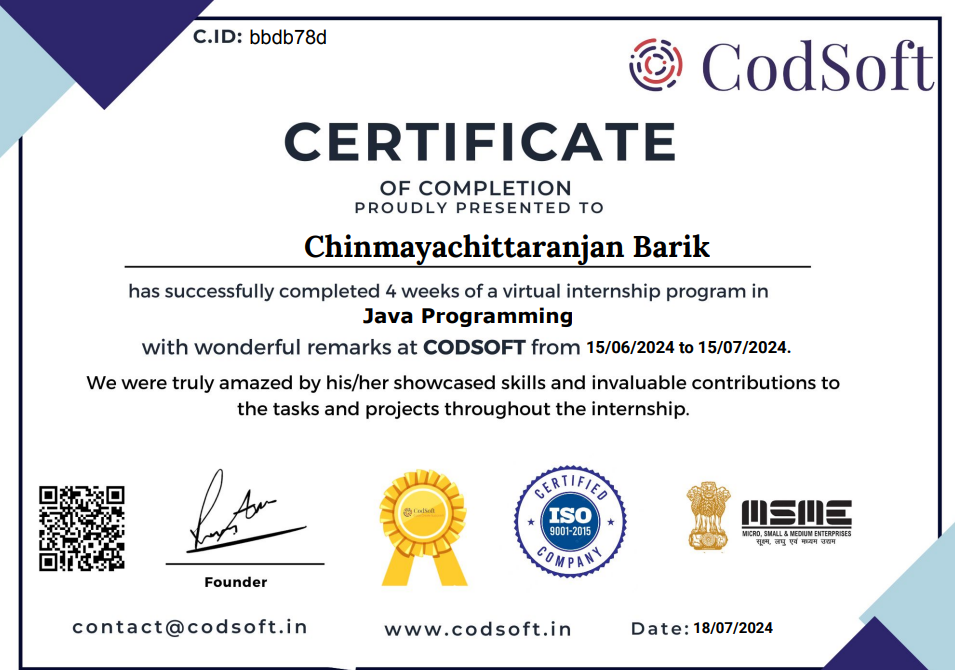 C.ID: bbdb78d
CodSoft
CERTIFICATE
OF COMPLETION
PROUDLY PRESENTED TO
Chinmayachittaranjan Barik
has successfully completed 4 weeks of a virtual internship program in
Java Programming
with wonderful remarks at CODSOFT from 15/06/2024 to 15/07/2024.
We were truly amazed by his/her showcased skills and invaluable contributions to
the tasks and projects throughout the internship.
CodSoft
CERTIFIED
ISO
9001-2015
COMPANY
MSME
MICRO, SMALL & MEDIUM ENTERPRISES
सूक्ष्म, लघु एवं मध्यम उद्यम
Founder
contact@codsoft.in
www.codsoft.in
Date: 18/07/2024